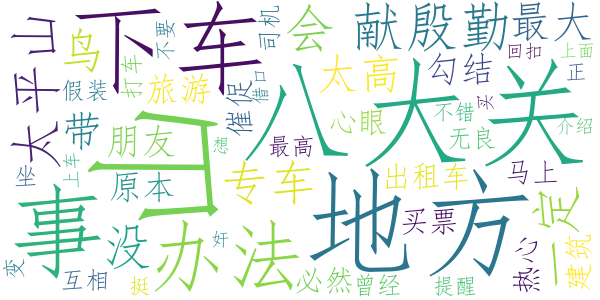 太平山
鸟
下车
司机
不要
打车
会
献殷勤
最大
回扣
上面
正
勾结
太高
借口
催促
旅游
假装
带
朋友
八大关
心眼
不错
无良
买
介绍
最高
想
上车
坐
原本
专车
出租车
马上
事
没
办法
地方
买票
一定
热心
建筑
变
互相
挺
车
必然
曾经
提醒